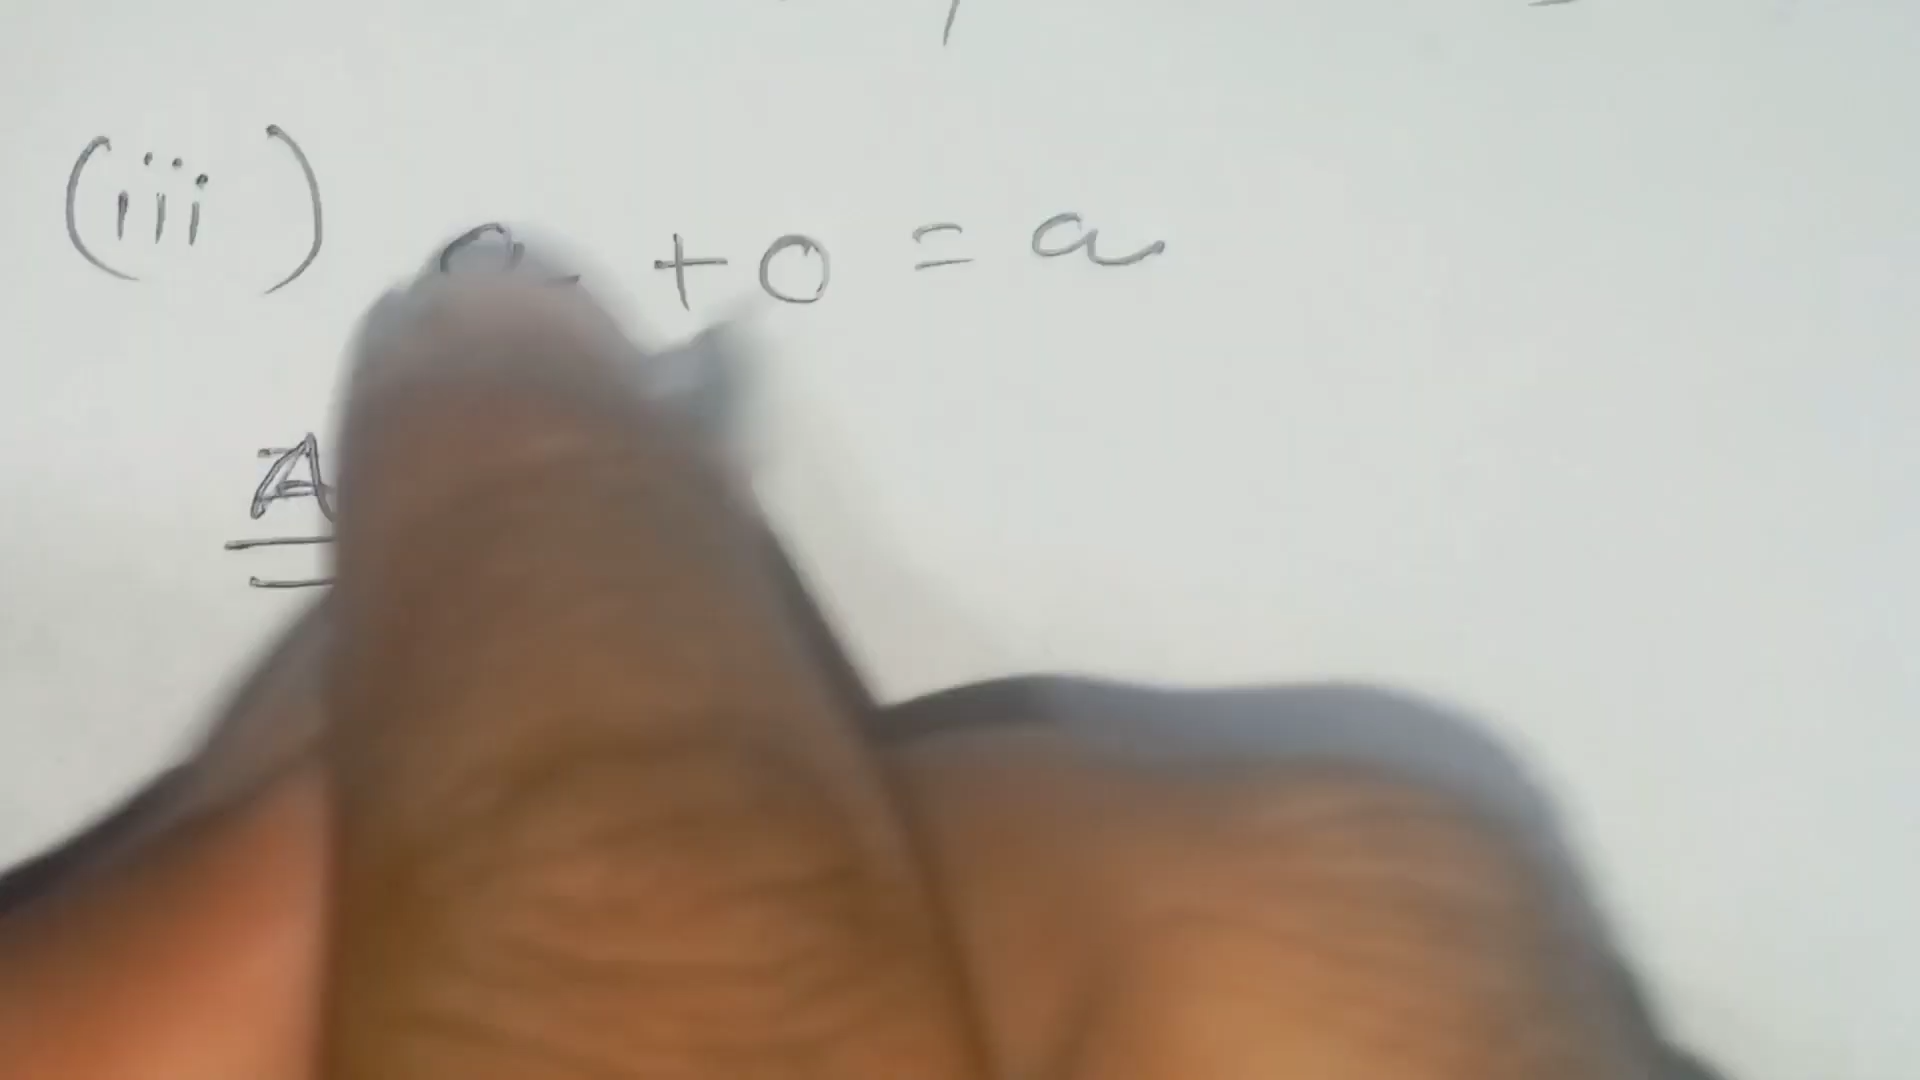 (iii) a + 0 = a
A